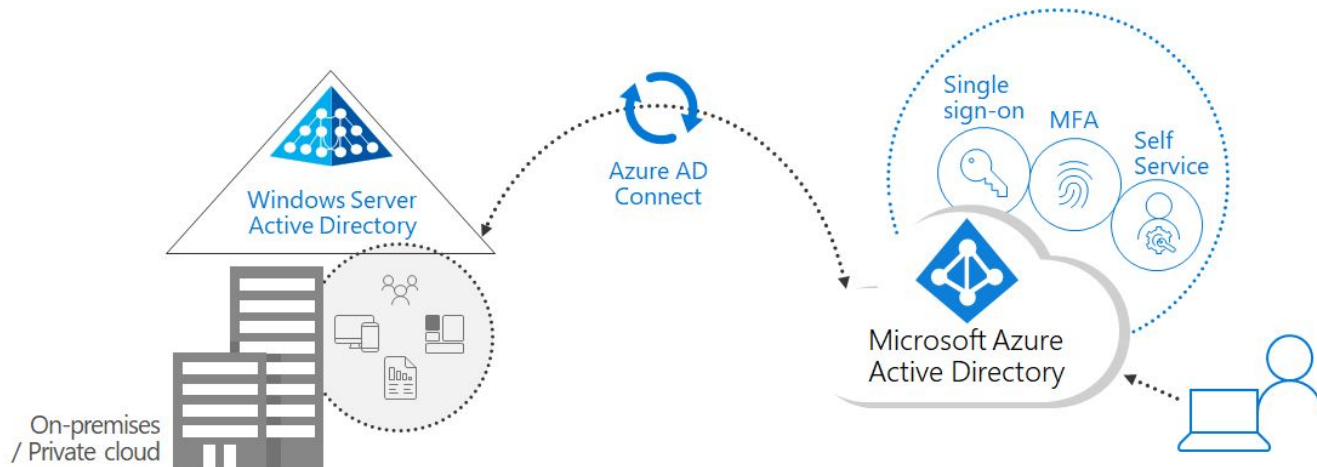 Windows Server
Active Directory
On-premises
/ Private cloud
Azure AD
Connect
Single
sign-on
MFA
Self
Service
Microsoft Azure
Active Directory